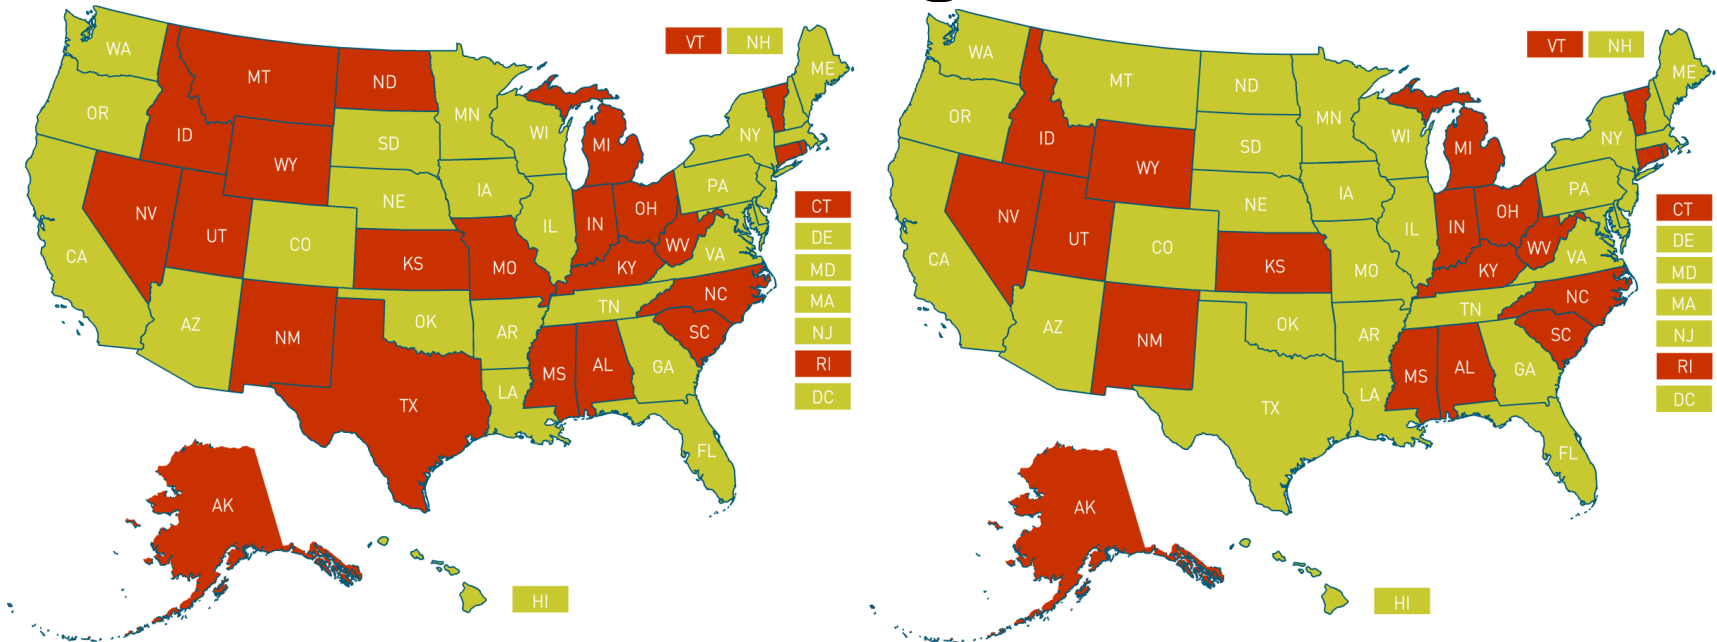 VT NH
WA
MT
ND
ME
OR
ID
MN
WI
NY
SD
MI
WY
IA
PA
NE
NV
UT
CO
IL
IN
OH
CA
KS
MO
WV
VA
KY
NC
AZ
NM
OK
TN
AR
SC
MS
AL
GA
TX
LA
FL
AK
HI
CT
DE
MD
MA
NJ
RI
DC
VT NH
WA
MT
ND
ME
OR
ID
MN
WI
NY
SD
MI
WY
IA
PA
NE
NV
UT
CO
IL
IN
OH
CA
KS
MO
WV
VA
KY
NC
AZ
NM
OK
TN
AR
SC
MS
AL
GA
TX
LA
FL
AK
HI
CT
DE
MD
MA
NJ
RI
DC